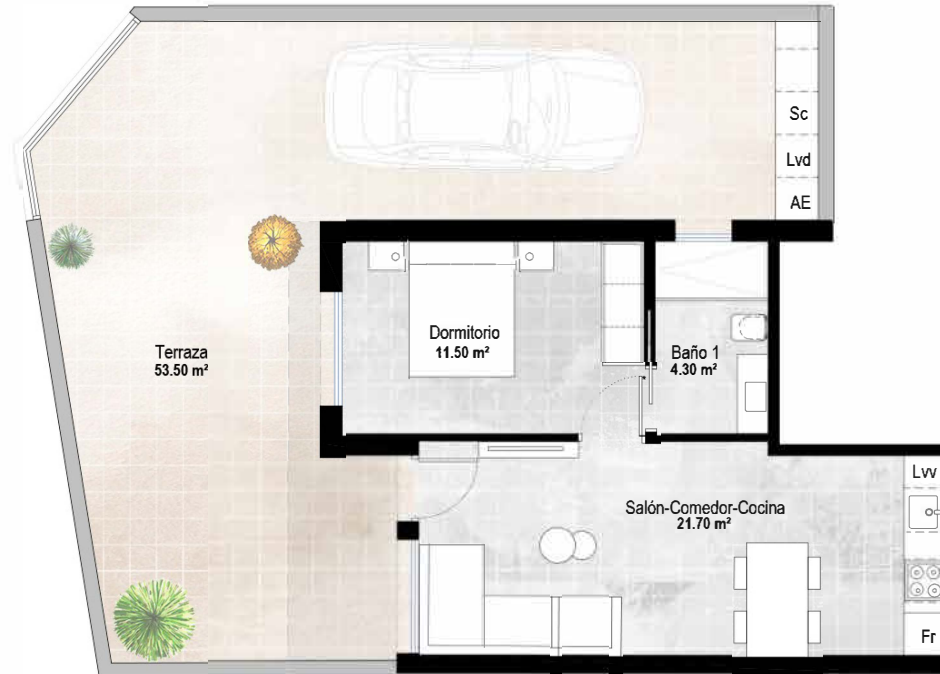 Sc
Lvd
AE
Dormitorio
11.50 m²
Terraza
53.50 m²
Baño 1
4.30 m²
Lvv
Salón-Comedor-Cocina
21.70 m²
Fr